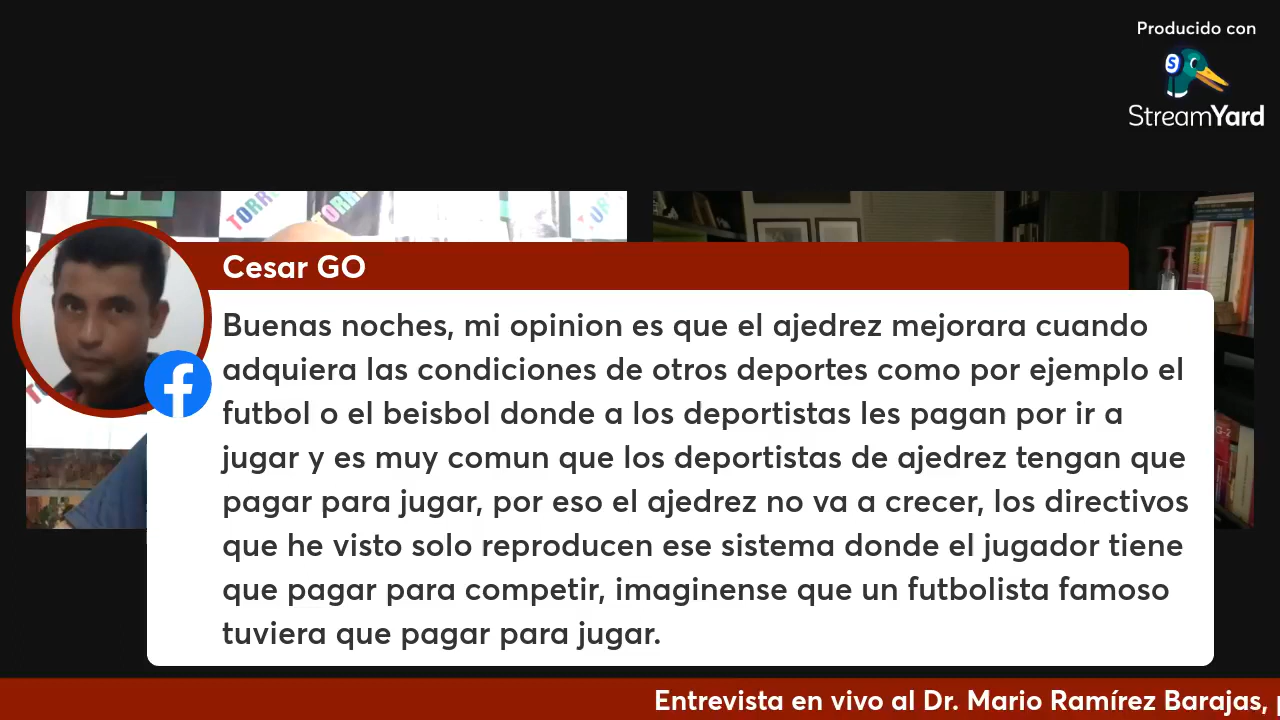 Producido con
StreamYard
TORRE
TORRE
Cesar GO
Buenas noches, mi opinion es que el ajedrez mejorara cuando
adquiera las condiciones de otros deportes como por ejemplo el
futbol o el beisbol donde a los deportistas les pagan por ir a
jugar y es muy comun que los deportistas de ajedrez tengan que
pagar para jugar, por eso el ajedrez no va a crecer, los directivos
que he visto solo reproducen ese sistema donde el jugador tiene
que pagar para competir, imaginense que un futbolista famoso
tuviera que pagar para jugar.
Entrevista en vivo al Dr. Mario Ramírez Barajas,